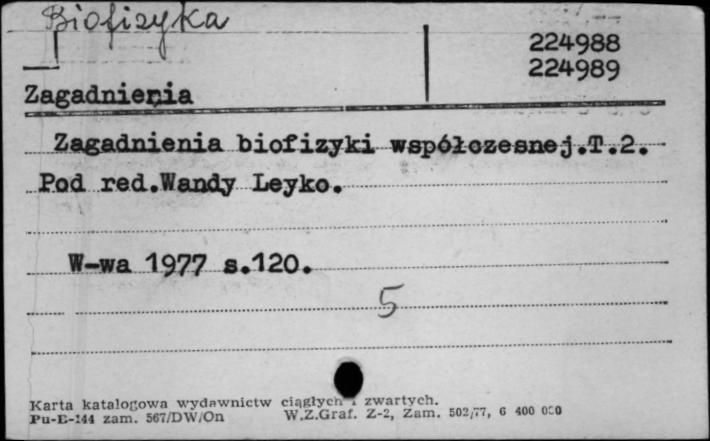 Biofizyka
224988
224989
Zagadnienia
Zagadnienia biofizyki współczesnej.T.2.
Pod red.Wandy Leyko.
W-wa 1977 s.120.
5
Karta katalogowa wydawnictw ciągłych i zwartych.
Pu-E-144 zam. 567/DW/On W.Z.Graf. Z-2, Zam. 502/77, 6 400 000